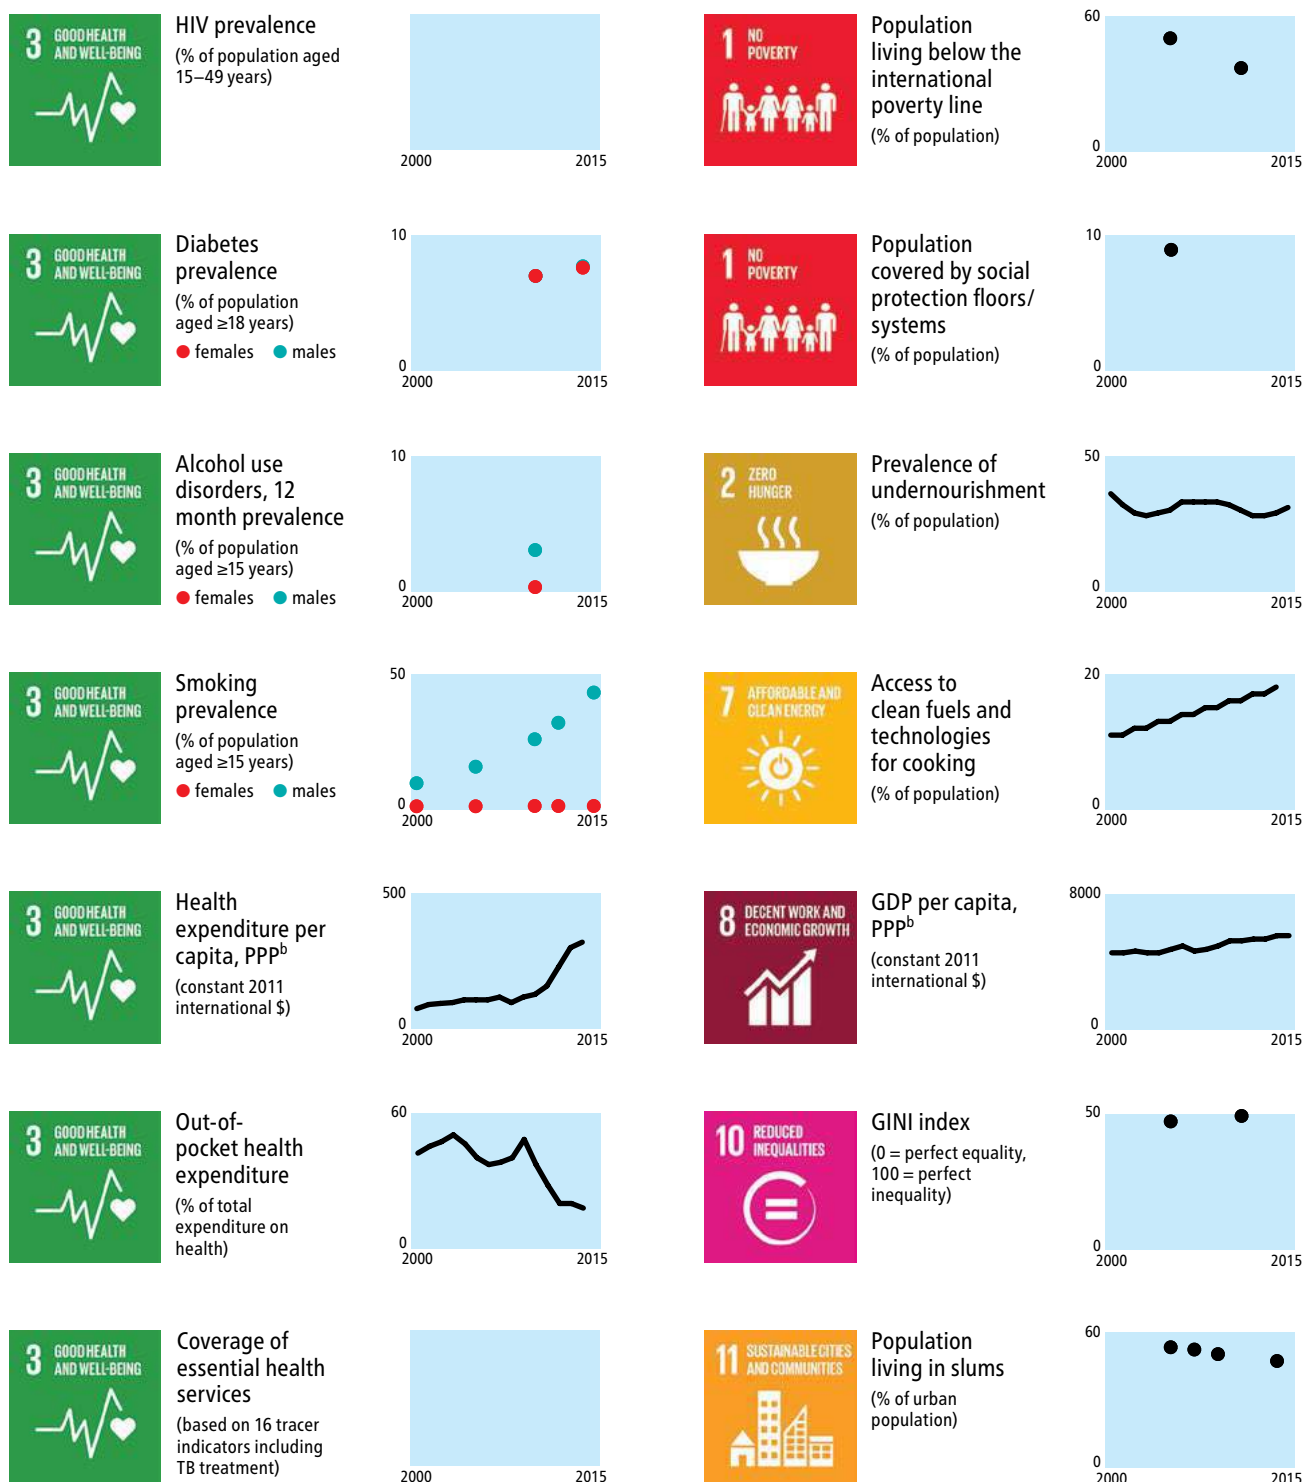 3 GOOD HEALTH
AND WELL-BEING
HIV prevalence
(% of population aged
15–49 years)
2000 2015
1 NO
POVERTY
Population
living below the
international
poverty line
(% of population)
60
0
2000 2015
3 GOOD HEALTH
AND WELL-BEING
Diabetes
prevalence
(% of population
aged ≥18 years)
females males
10
0
2000 2015
1 NO
POVERTY
Population
covered by social
protection floors/
systems
(% of population)
10
0
2000 2015
3 GOOD HEALTH
AND WELL-BEING
Alcohol use
disorders, 12
month prevalence
(% of population
aged ≥15 years)
females males
10
0
2000 2015
2 ZERO
HUNGER
Prevalence of
undernourishment
(% of population)
50
0
2000 2015
3 GOOD HEALTH
AND WELL-BEING
Smoking
prevalence
(% of population
aged ≥15 years)
females males
50
0
2000 2015
7 AFFORDABLE AND
CLEAN ENERGY
Access to
clean fuels and
technologies
for cooking
(% of population)
20
0
2000 2015
3 GOOD HEALTH
AND WELL-BEING
Health
expenditure per
capita, PPPᵇ
(constant 2011
international $)
500
0
2000 2015
8 DECENT WORK AND
ECONOMIC GROWTH
GDP per capita,
PPPᵇ
(constant 2011
international $)
8000
0
2000 2015
3 GOOD HEALTH
AND WELL-BEING
Out-of-
pocket health
expenditure
(% of total
expenditure on
health)
60
0
2000 2015
10 REDUCED
INEQUALITIES
GINI index
(0 = perfect equality,
100 = perfect
inequality)
50
0
2000 2015
3 GOOD HEALTH
AND WELL-BEING
Coverage of
essential health
services
(based on 16 tracer
indicators including
TB treatment)
2000 2015
11 SUSTAINABLE CITIES
AND COMMUNITIES
Population
living in slums
(% of urban
population)
60
0
2000 2015